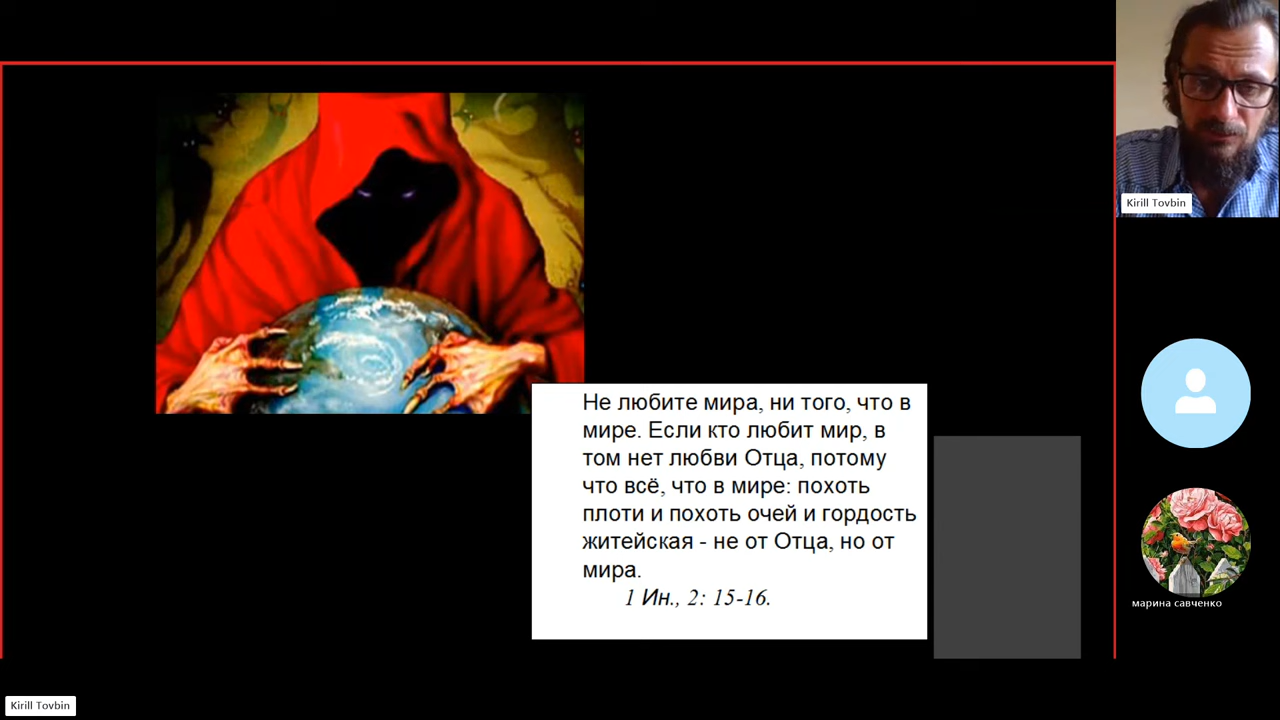 Не любите мира, ни того, что в
мире. Если кто любит мир, в
том нет любви Отца, потому
что всё, что в мире: похоть
плоти и похоть очей и гордость
житейская - не от Отца, но от
мира.
1 Ин., 2: 15-16.
Kirill Tovbin
марина савченко
Kirill Tovbin